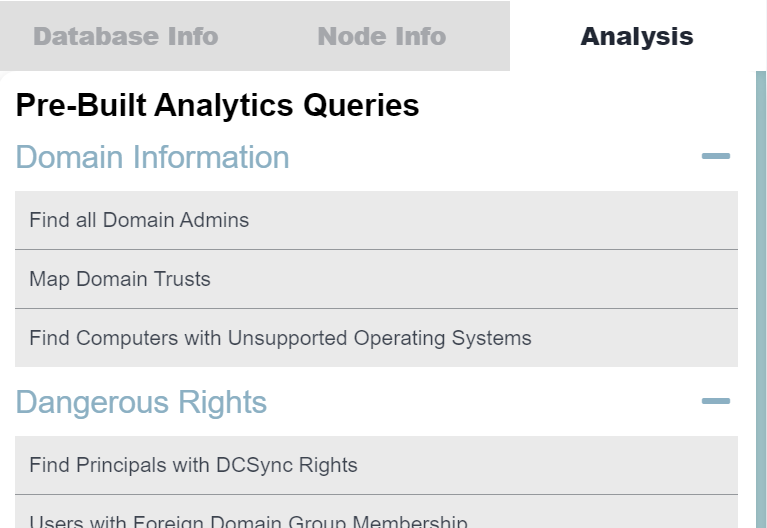 Database Info
Node Info
Analysis
Pre-Built Analytics Queries
Domain Information
Find all Domain Admins
Map Domain Trusts
Find Computers with Unsupported Operating Systems
Dangerous Rights
Find Principals with DCSync Rights
Users with Foreign Domain Group Membership